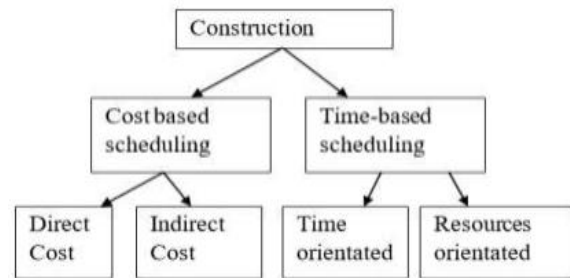 Construction
Cost based
scheduling
Time-based
scheduling
Direct
Cost
Indirect
Cost
Time
orientated
Resources
orientated